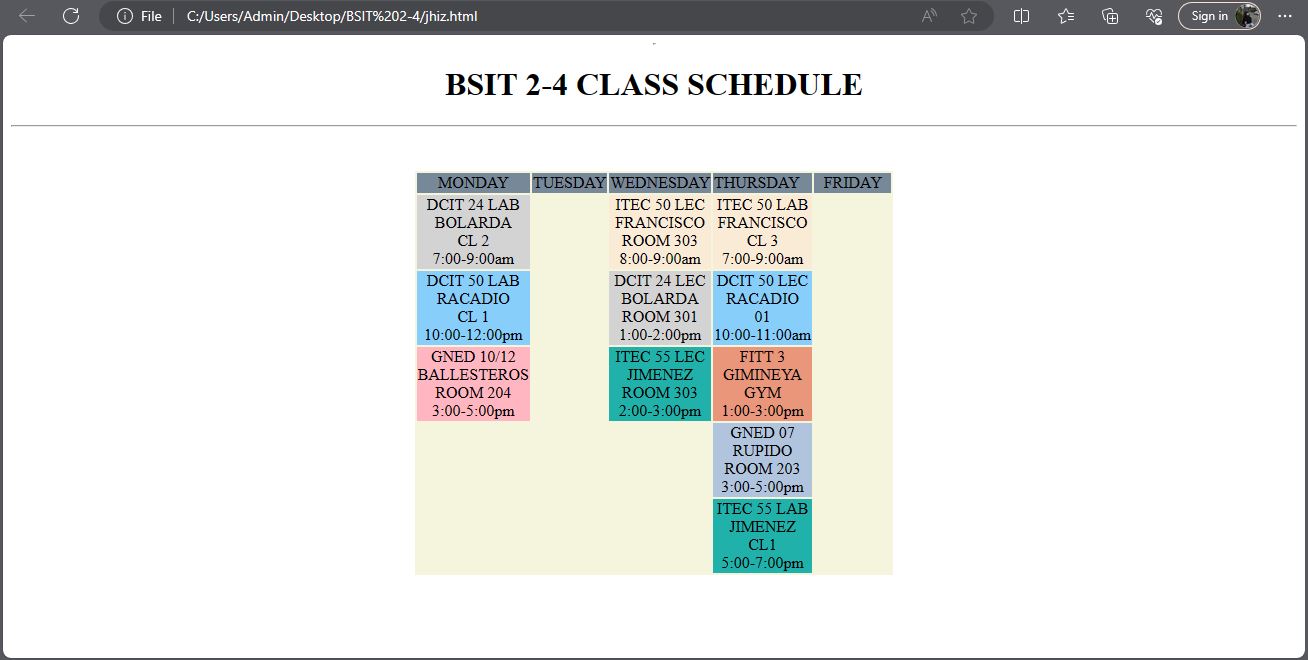 File
C:/Users/Admin/Desktop/BSIT%202-4/jhiz.html
Sign in
BSIT 2-4 CLASS SCHEDULE
MONDAY TUESDAY WEDNESDAY THURSDAY FRIDAY
DCIT 24 LAB
BOLARDA
CL 2
7:00-9:00am
ITEC 50 LEC
FRANCISCO
ROOM 303
8:00-9:00am
ITEC 50 LAB
FRANCISCO
CL 3
7:00-9:00am
DCIT 50 LAB
RACADIO
CL 1
10:00-12:00pm
DCIT 24 LEC
BOLARDA
ROOM 301
1:00-2:00pm
DCIT 50 LEC
RACADIO
01
10:00-11:00am
GNED 10/12
BALLESTEROS
ROOM 204
3:00-5:00pm
ITEC 55 LEC
JIMENEZ
ROOM 303
2:00-3:00pm
FITT 3
GIMINEYA
GYM
1:00-3:00pm
GNED 07
RUPIDO
ROOM 203
3:00-5:00pm
ITEC 55 LAB
JIMENEZ
CL1
5:00-7:00pm